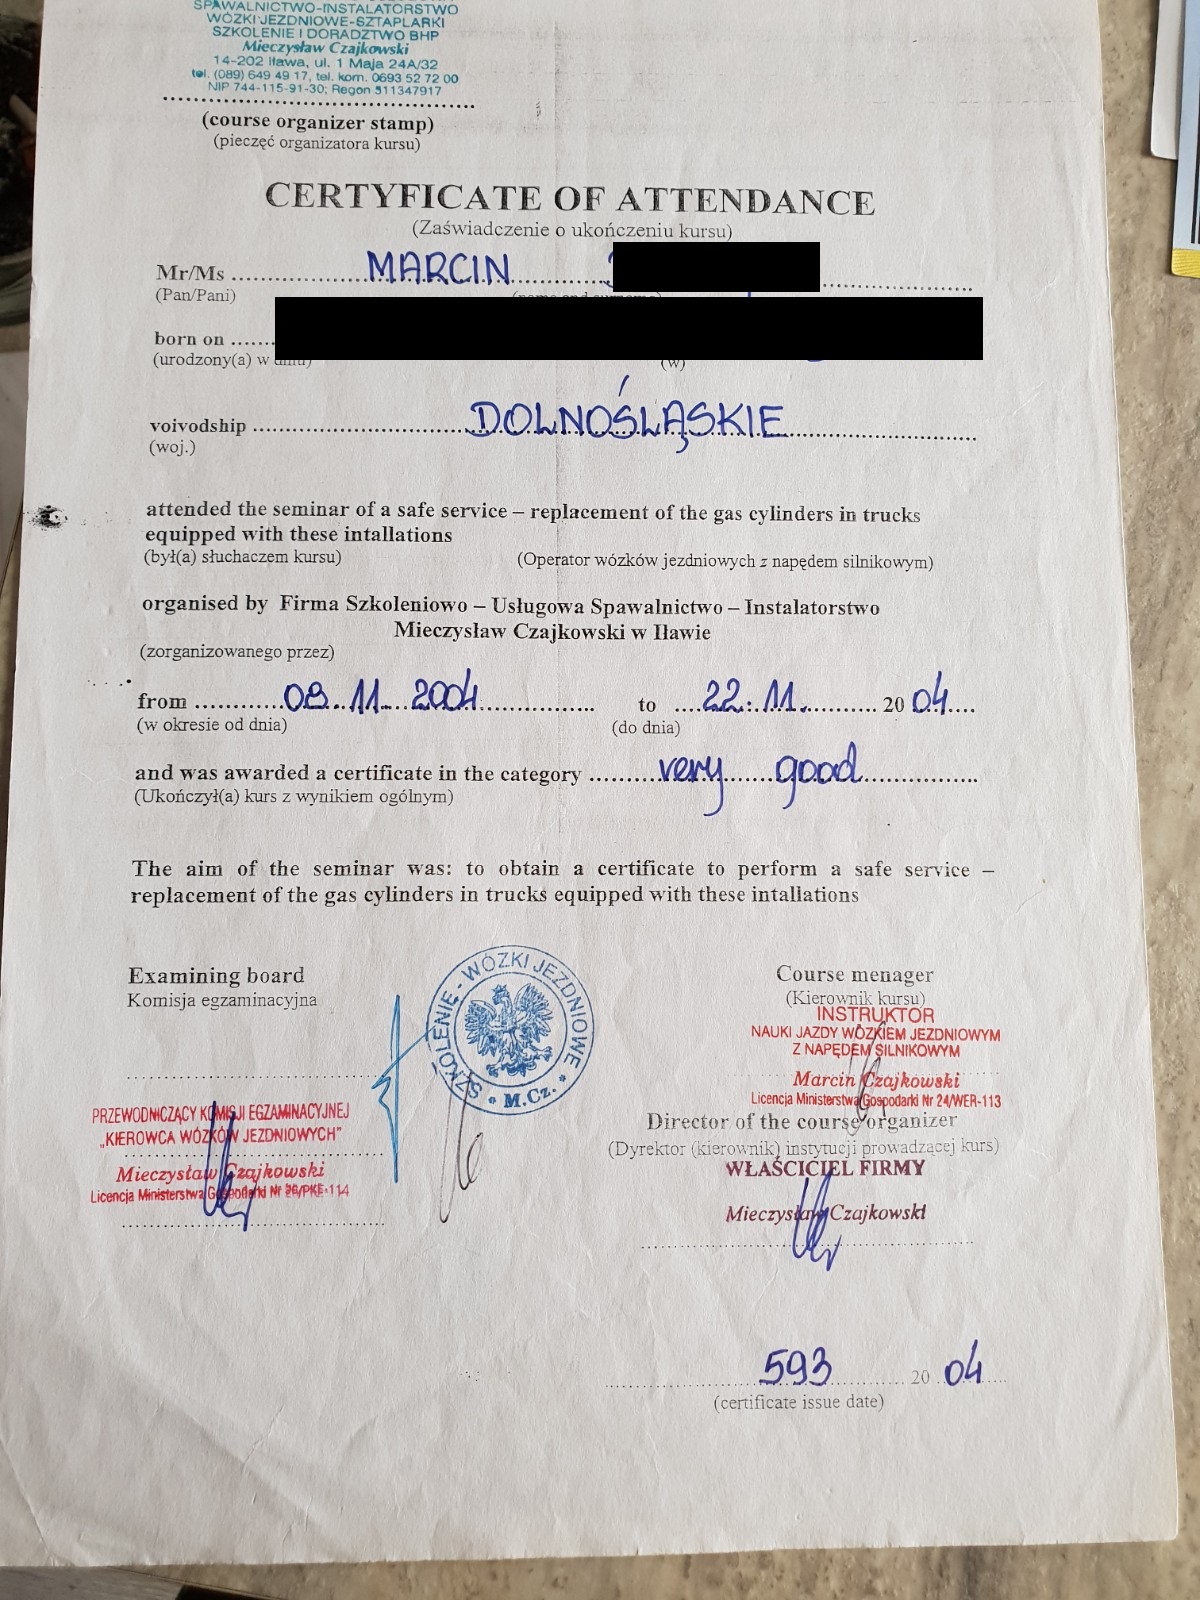 SPAWALNICTWO-INSTALATORSTWO
WÓZKI JEZDNIOWE-SZTAPLARKI
SZKOLENIE I DORADZTWO BHP
Mieczysław Czajkowski
14-202 Iława, ul. 1 Maja 24A/32
tel. (089) 649 49 17, tel. kom. 0693 52 72 00
NIP 744-115-91-30; Regon 511347917
(course organizer stamp)
(pieczęć organizatora kursu)
CERTYFICATE OF ATTENDANCE
(Zaświadczenie o ukończeniu kursu)
Mr/Ms MARCIN
(Pan/Pani)
born on
(urodzony(a) w dniu) (w)
voivodship DOLNOŚLĄSKIE
(woj.)
attended the seminar of a safe service – replacement of the gas cylinders in trucks
equipped with these intallations
(był(a) słuchaczem kursu) (Operator wózków jezdniowych z napędem silnikowym)
organised by Firma Szkoleniowo – Usługowa Spawalnictwo – Instalatorstwo
Mieczysław Czajkowski w Iławie
(zorganizowanego przez)
from 08.11.2004 to 22.11. 2004
(w okresie od dnia) (do dnia)
and was awarded a certificate in the category very good
(Ukończył(a) kurs z wynikiem ogólnym)
The aim of the seminar was: to obtain a certificate to perform a safe service –
replacement of the gas cylinders in trucks equipped with these intallations
Examining board
Komisja egzaminacyjna
PRZEWODNICZĄCY KOMISJI EGZAMINACYJNEJ
„KIEROWCA WÓZKÓW JEZDNIOWYCH"
Mieczysław Czajkowski
Licencja Ministerstwa Gospodarki Nr 26/PKE-114
SZKOLENIE - WÓZKI JEZDNIOWE
* M.Cz. *
Course menager
(Kierownik kursu)
INSTRUKTOR
NAUKI JAZDY WÓZKIEM JEZDNIOWYM
Z NAPĘDEM SILNIKOWYM
Marcin Czajkowski
Licencja Ministerstwa Gospodarki Nr 24/WER-113
Director of the course organizer
(Dyrektor (kierownik) instytucji prowadzącej kurs)
WŁAŚCICIEL FIRMY
Mieczysław Czajkowski
593 2004
(certificate issue date)